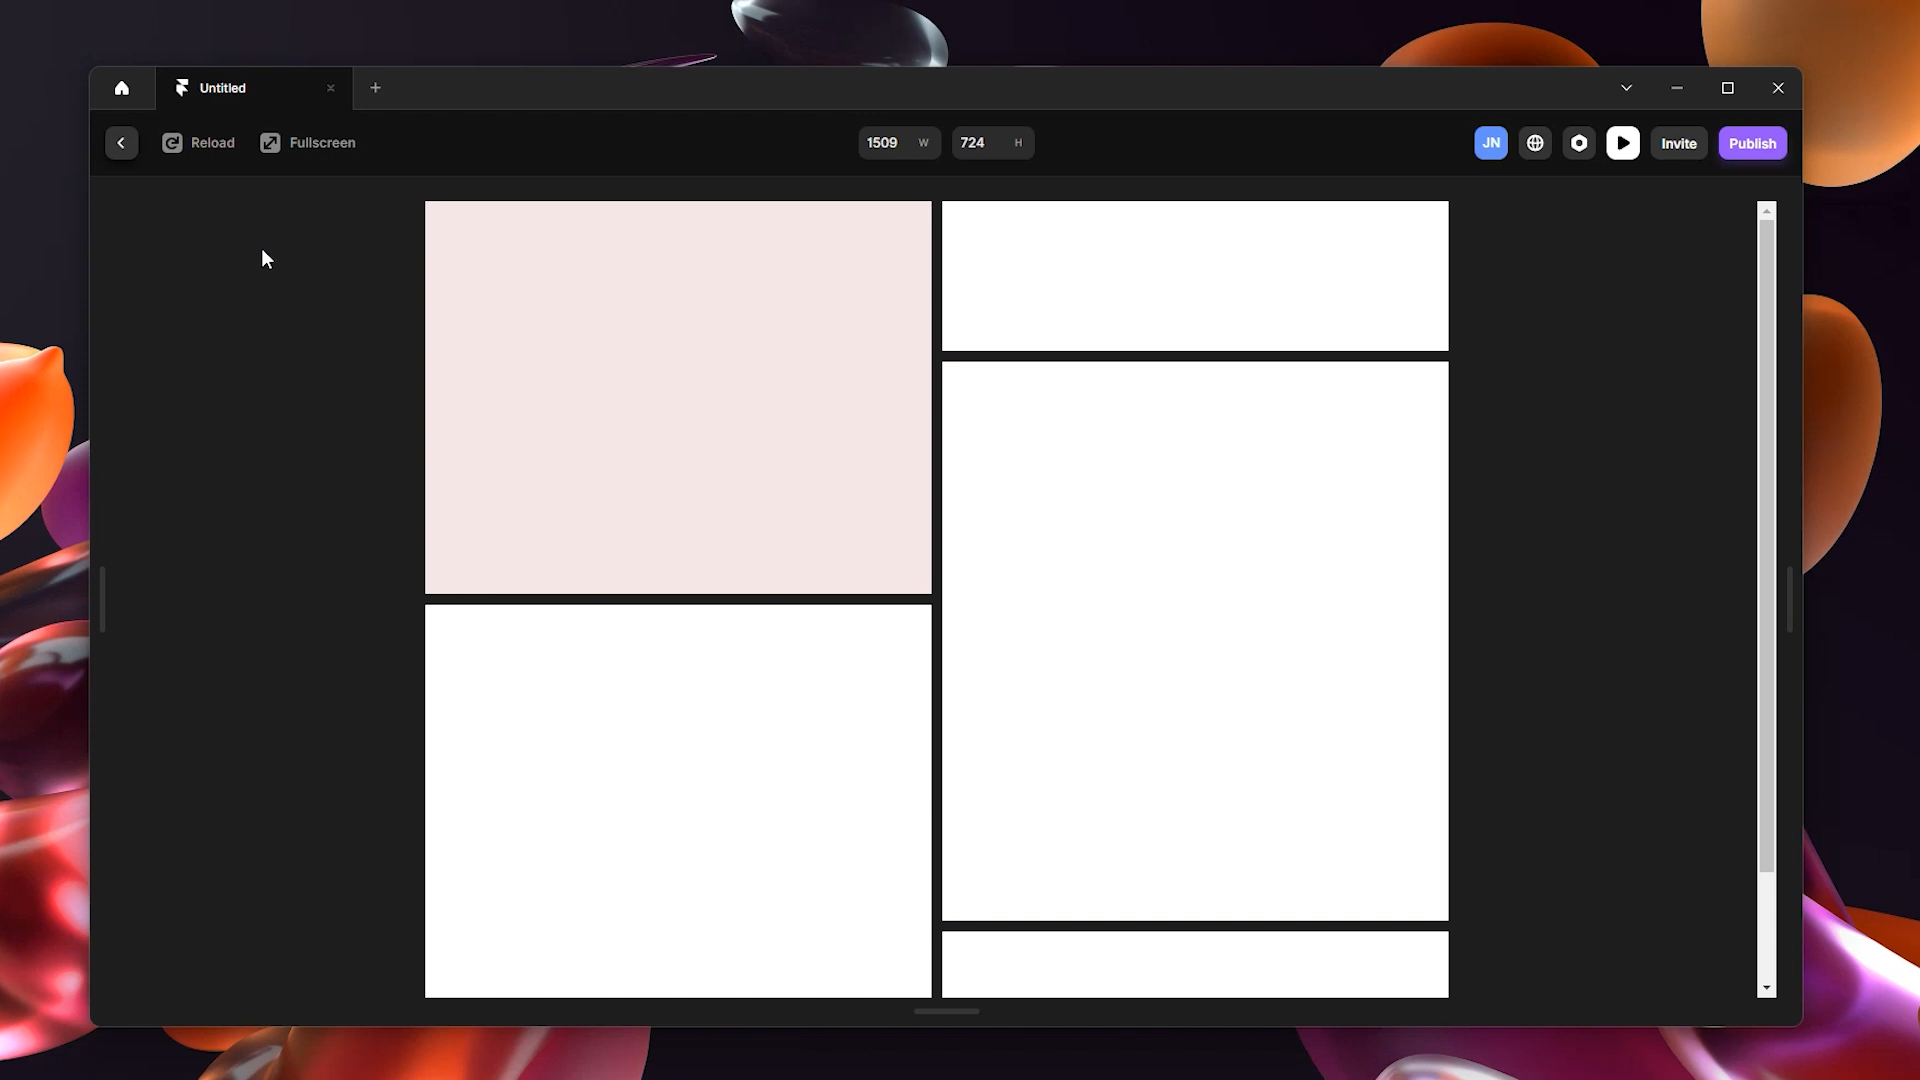 Untitled
Reload
Fullscreen
1509 W
724 H
JN
Invite
Publish